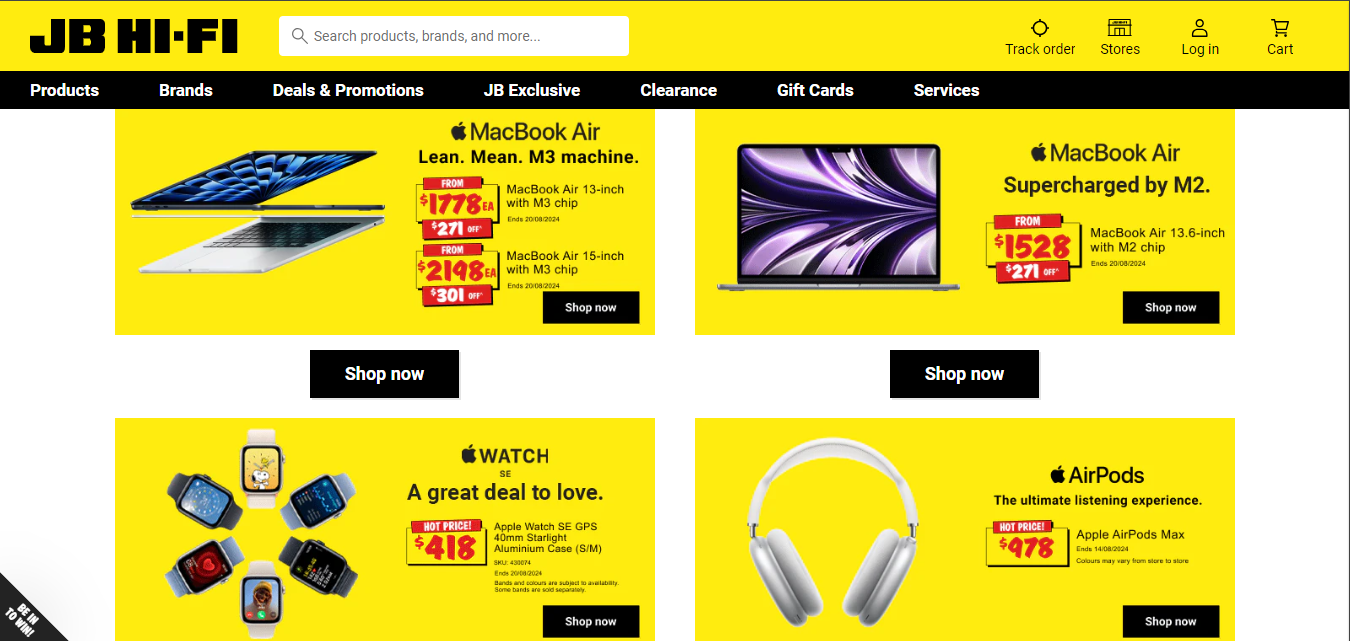 JB HI-FI
Search products, brands, and more...
Track order
Stores
Log in
Cart
Products
Brands
Deals & Promotions
JB Exclusive
Clearance
Gift Cards
Services
MacBook Air
Lean. Mean. M3 machine.
FROM
$1778EA
$271 OFF^
MacBook Air 13-inch
with M3 chip
Ends 20/08/2024
FROM
$2198EA
$301 OFF^
MacBook Air 15-inch
with M3 chip
Ends 20/08/2024
Shop now
MacBook Air
Supercharged by M2.
FROM
$1528
$271 OFF^
MacBook Air 13.6-inch
with M2 chip
Ends 20/08/2024
Shop now
Shop now
Shop now
WATCH
SE
A great deal to love.
HOT PRICE!
$418
Apple Watch SE GPS
40mm Starlight
Aluminium Case (S/M)
SKU: 430074
Ends 20/08/2024
Bands and colours are subject to availability.
Some bands are sold separately.
Shop now
AirPods
The ultimate listening experience.
HOT PRICE!
$978
Apple AirPods Max
Ends 14/08/2024
Colours may vary from store to store
Shop now
BE IN
TO WIN!